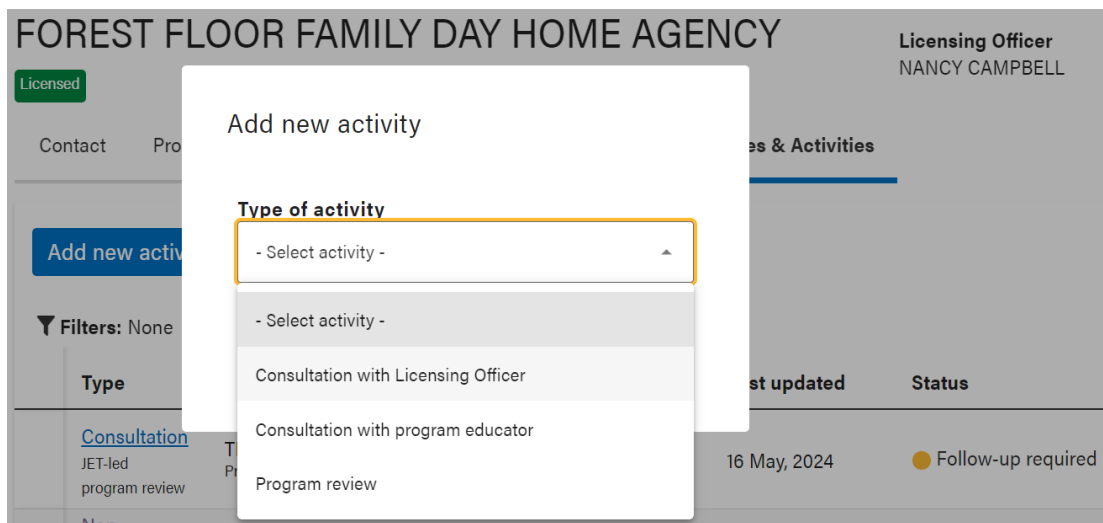 FOREST FLOOR FAMILY DAY HOME AGENCY
Licensing Officer
NANCY CAMPBELL
Licensed
Add new activity
Contact
es & Activities
Type of activity
- Select activity -
Add new activ
- Select activity -
Filters: None
Consultation with Licensing Officer
Type
st updated
Status
Consultation with program educator
Consultation
JET-led
program review
16 May, 2024
Follow-up required
Program review